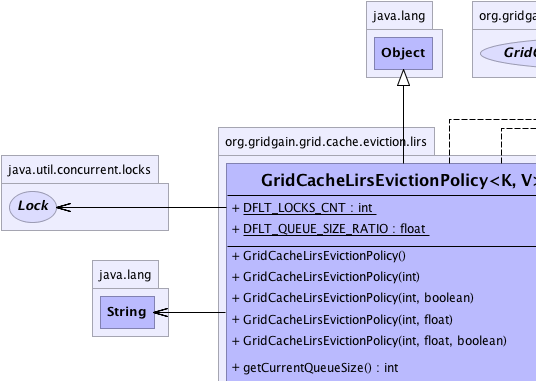 java.lang
org.gridga
Object
GridC
org.gridgain.grid.cache.eviction.lirs
java.util.concurrent.locks
GridCacheLirsEvictionPolicy<K, V>
Lock
+ DFLT_LOCKS_CNT : int
+ DFLT_QUEUE_SIZE_RATIO : float
+ GridCacheLirsEvictionPolicy()
java.lang
+ GridCacheLirsEvictionPolicy(int)
+ GridCacheLirsEvictionPolicy(int, boolean)
String
+ GridCacheLirsEvictionPolicy(int, float)
+ GridCacheLirsEvictionPolicy(int, float, boolean)
+ getCurrentQueueSize() : int